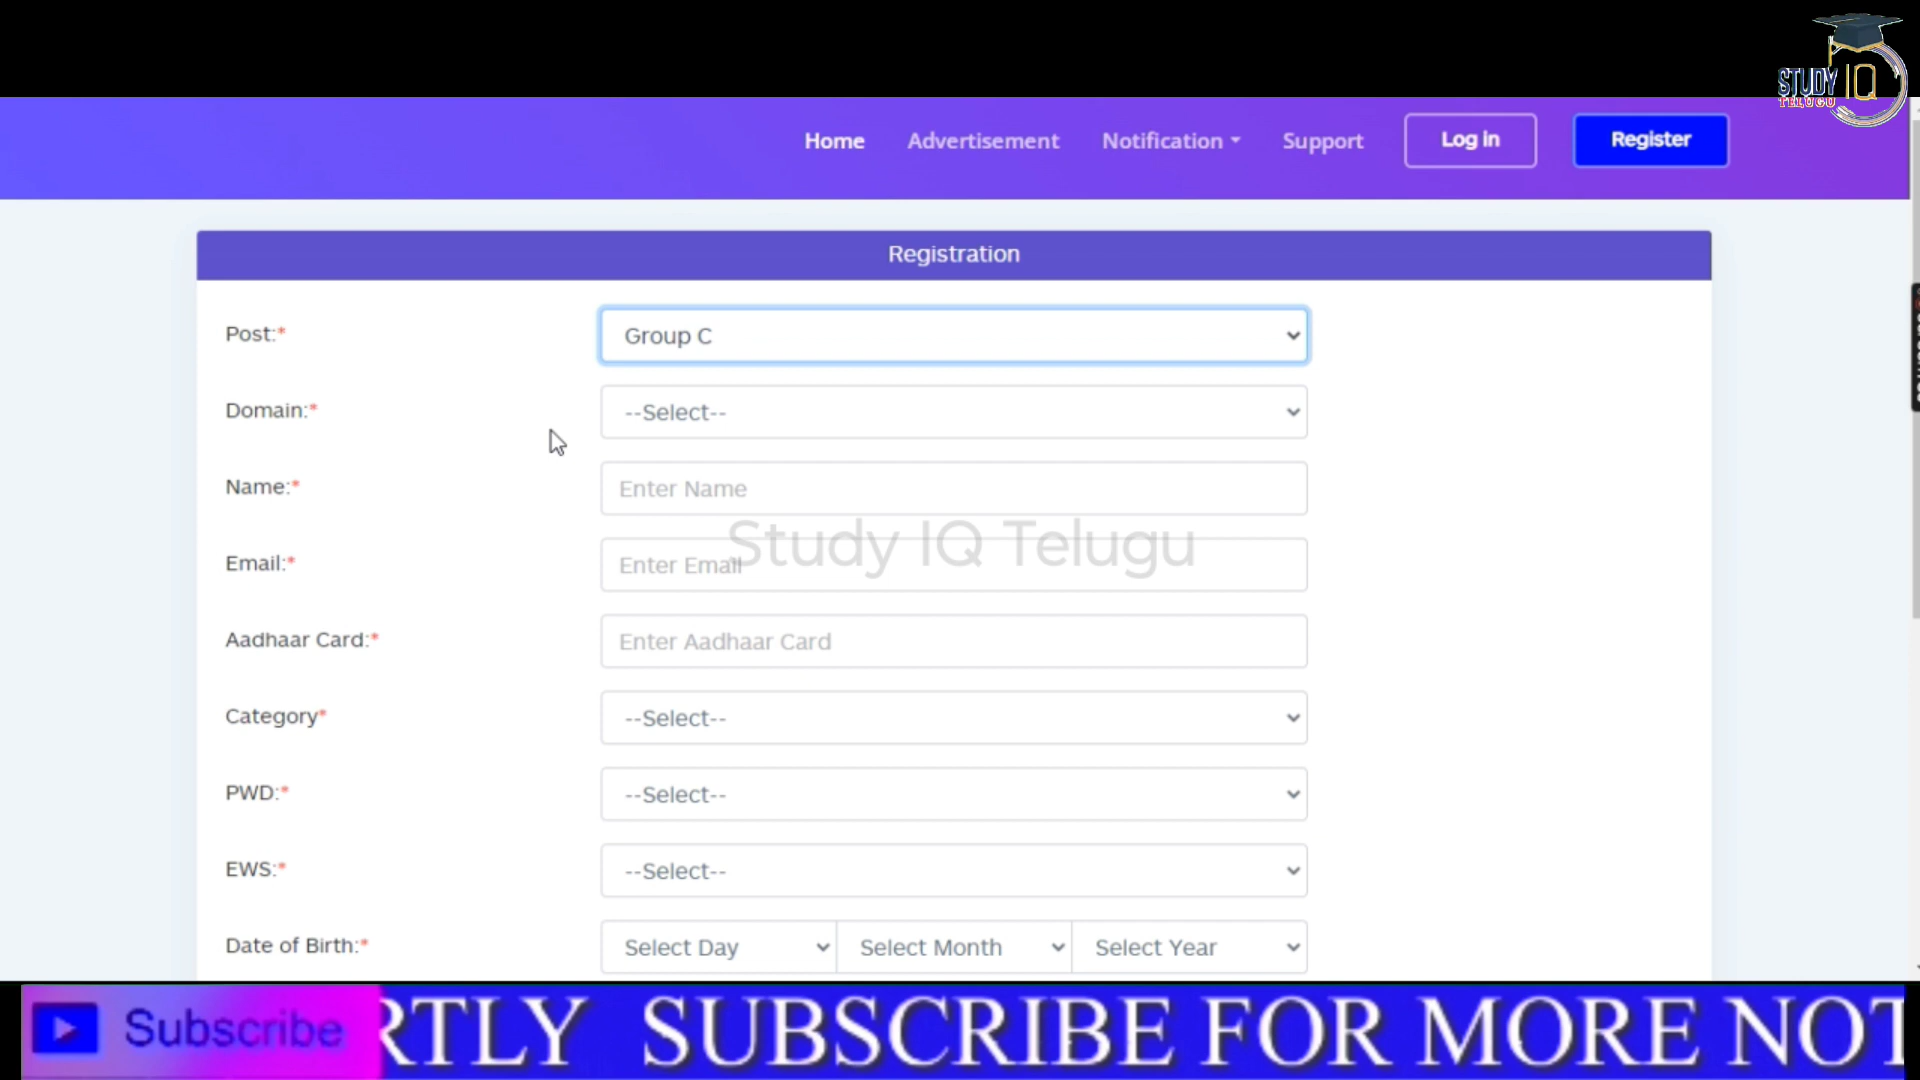 STUDY IQ
TELUGU
Home Advertisement Notification Support Log in Register
Registration
Post:* Group C
Domain:* --Select--
Name:* Enter Name
Email:* Enter Email
Study IQ Telugu
Aadhaar Card:* Enter Aadhaar Card
Category* --Select--
PWD:* --Select--
EWS:* --Select--
Date of Birth:* Select Day Select Month Select Year
Subscribe RTLY SUBSCRIBE FOR MORE NOT